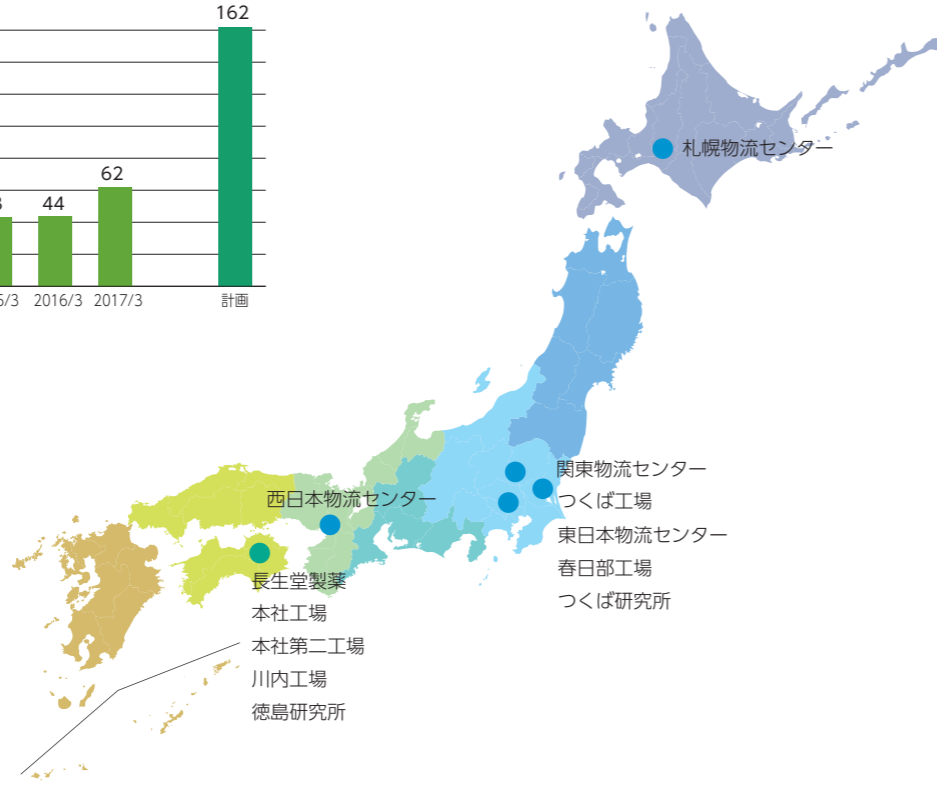 162
62
44
2016/3
2017/3
計画
札幌物流センター
関東物流センター
つくば工場
東日本物流センター
春日部工場
つくば研究所
西日本物流センター
長生堂製薬
本社工場
本社第二工場
川内工場
徳島研究所